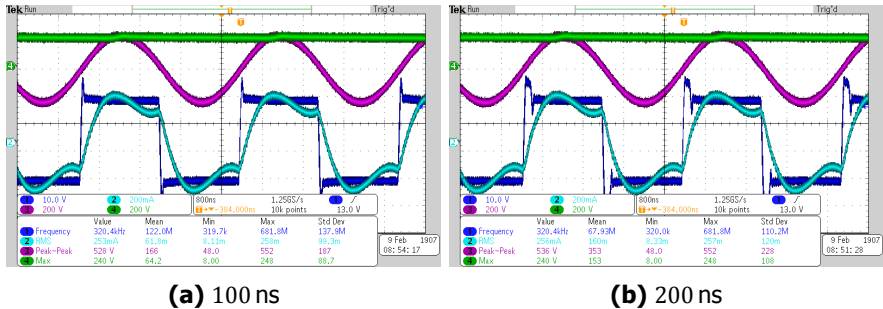 Tek Run Trig'd
T
T
4
2
1 10.0 V 2 200mA 800ns 1.25GS/s 1
3 200 V 4 200 V T→▼-384.000ns 10k points 13.0 V
Value Mean Min Max Std Dev
1 Frequency 320.4kHz 122.0M 319.7k 681.8M 137.9M
2 RMS 253mA 61.8m 8.11m 258m 99.3m
3 Peak-Peak 528 V 166 48.0 552 187
4 Max 240 V 64.2 8.00 248 88.7
9 Feb 1907
08:54:17
(a) 100 ns
Tek Run Trig'd
T
T
4
2
1 10.0 V 2 200mA 800ns 1.25GS/s 1
3 200 V 4 200 V T→▼-384.000ns 10k points 13.0 V
Value Mean Min Max Std Dev
1 Frequency 320.4kHz 67.93M 320.0k 681.8M 110.2M
2 RMS 256mA 160m 8.33m 257m 120m
3 Peak-Peak 536 V 353 48.0 552 228
4 Max 240 V 153 8.00 248 108
9 Feb 1907
08:51:28
(b) 200 ns